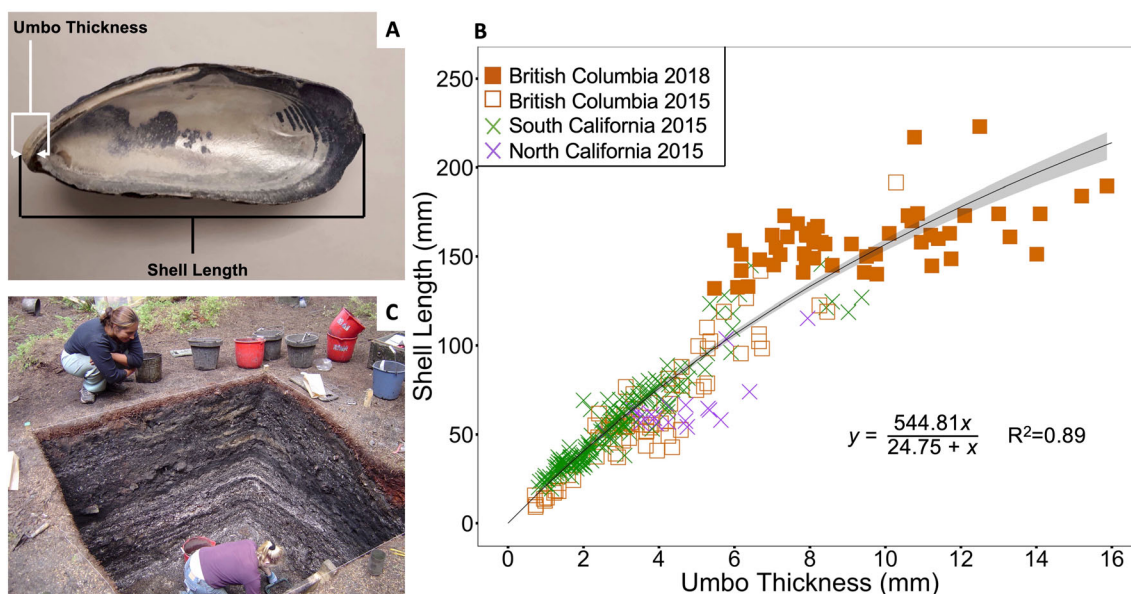 Umbo Thickness
A
Shell Length
C
B
British Columbia 2018
British Columbia 2015
South California 2015
North California 2015
250
200
150
100
50
0
Shell Length (mm)
y = 544.81x / 24.75 + x R²=0.89
0 2 4 6 8 10 12 14 16
Umbo Thickness (mm)